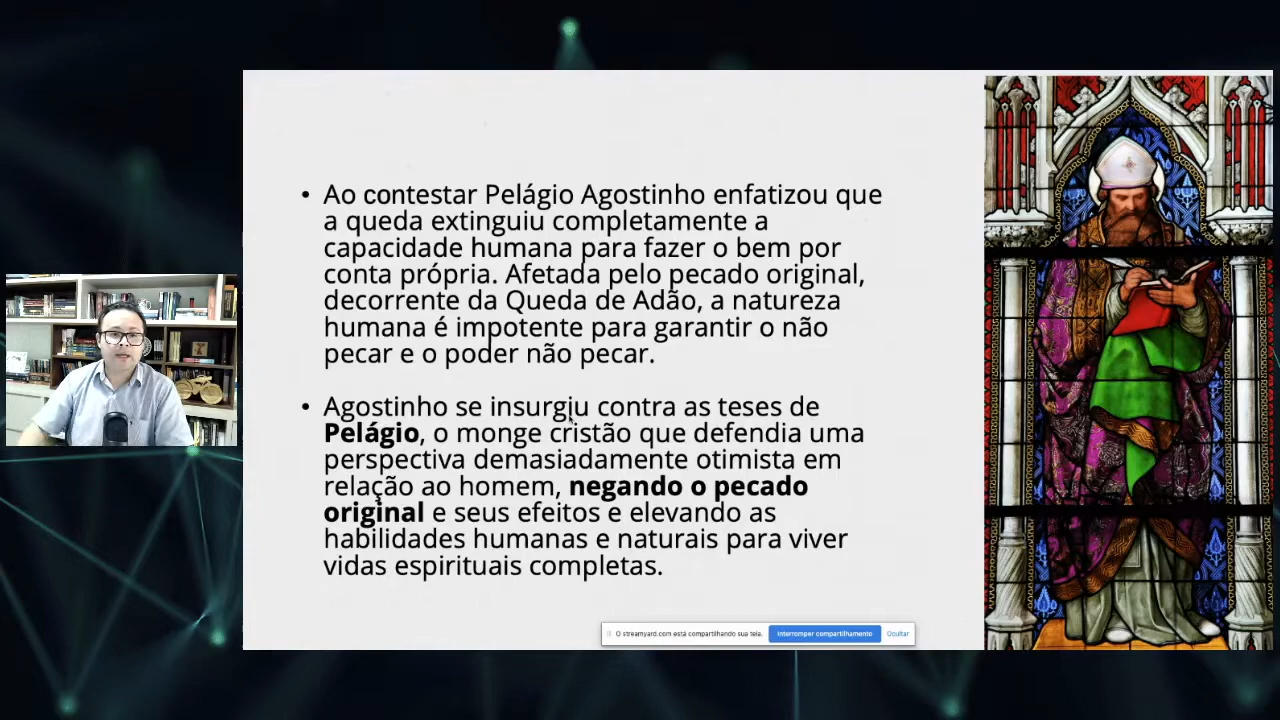 • Ao contestar Pelágio Agostinho enfatizou que
a queda extinguiu completamente a
capacidade humana para fazer o bem por
conta própria. Afetada pelo pecado original,
decorrente da Queda de Adão, a natureza
humana é impotente para garantir o não
pecar e o poder não pecar.
• Agostinho se insurgiu contra as teses de
Pelágio, o monge cristão que defendia uma
perspectiva demasiadamente otimista em
relação ao homem, negando o pecado
original e seus efeitos e elevando as
habilidades humanas e naturais para viver
vidas espirituais completas.
O streamyard.com está compartilhando sua tela. Interromper compartilhamento Ocultar